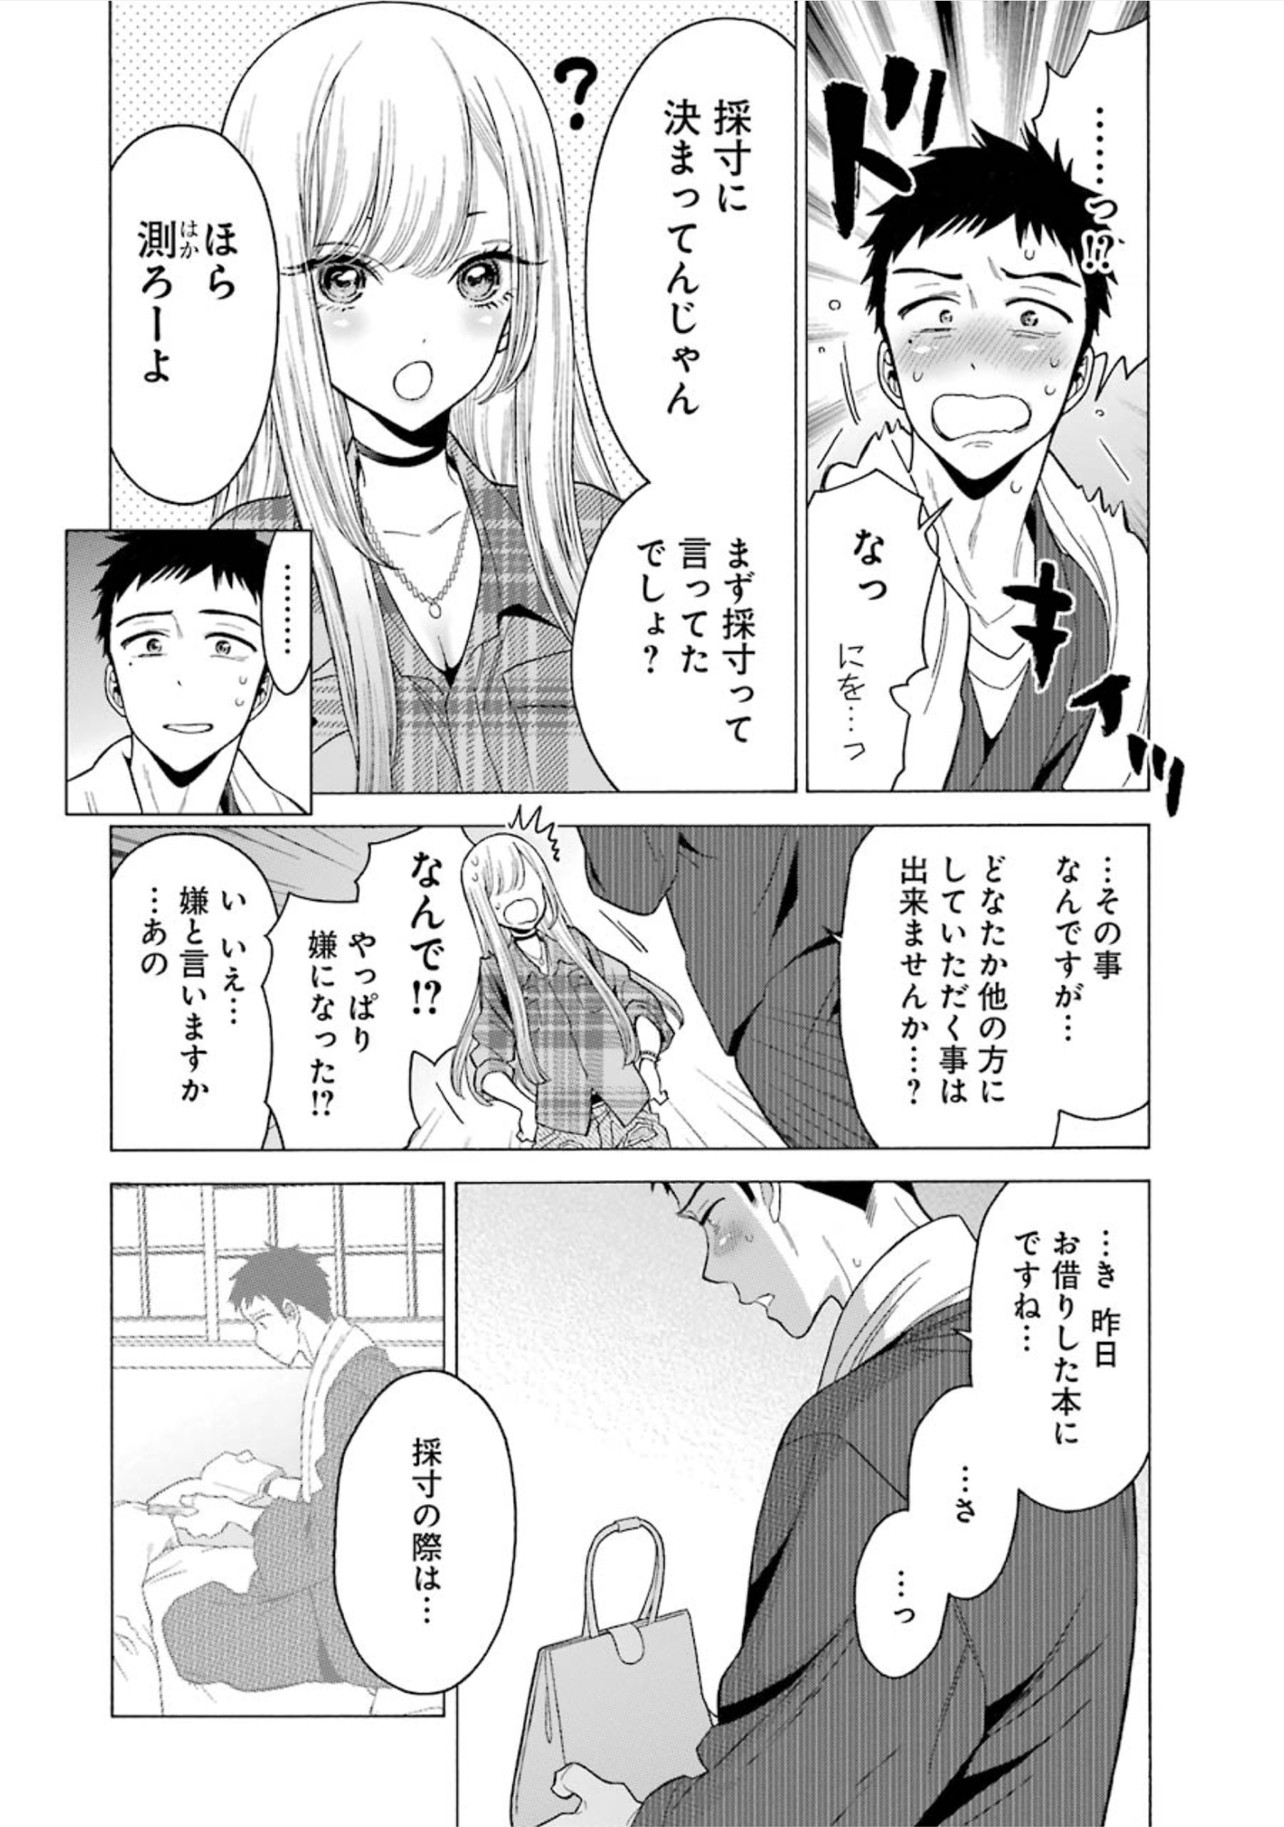 ……っ!?
ドキィッ
なっ
にを…っ
採寸に
決まってんじゃん
まず採寸って
言ってた
でしょ?
?
ほら
測ろーよ
はか
………
…その事
なんですが…
どなたか他の方に
していただく事は
出来ませんか…?
なんで!?
やっぱり
嫌になった!?
い いえ…
嫌と言いますか
…あの
…き 昨日
お借りした本に
ですね…
…さ
…っ
採寸の際は…